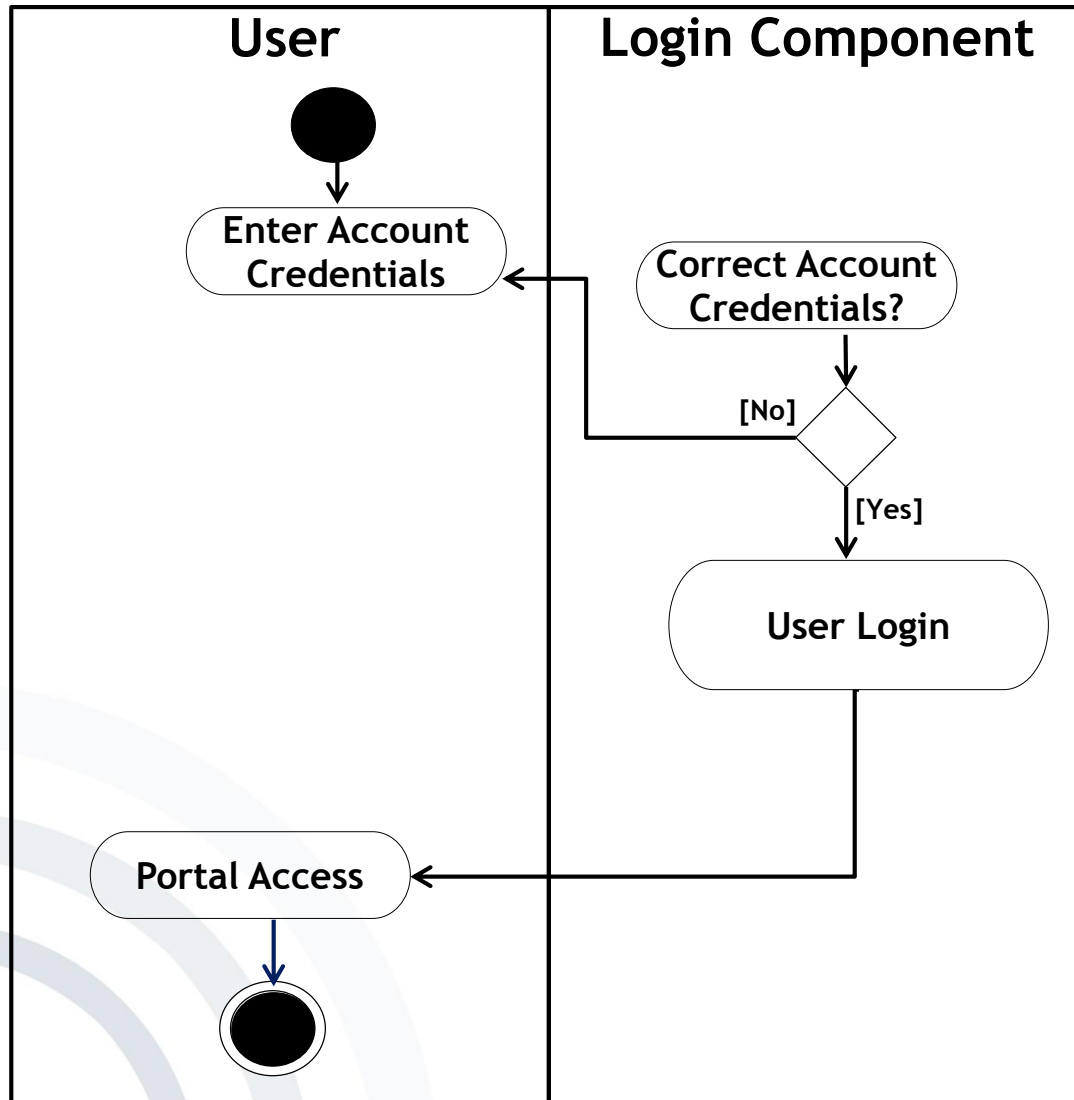 User
Login Component
Enter Account
Credentials
Correct Account
Credentials?
[No]
[Yes]
User Login
Portal Access